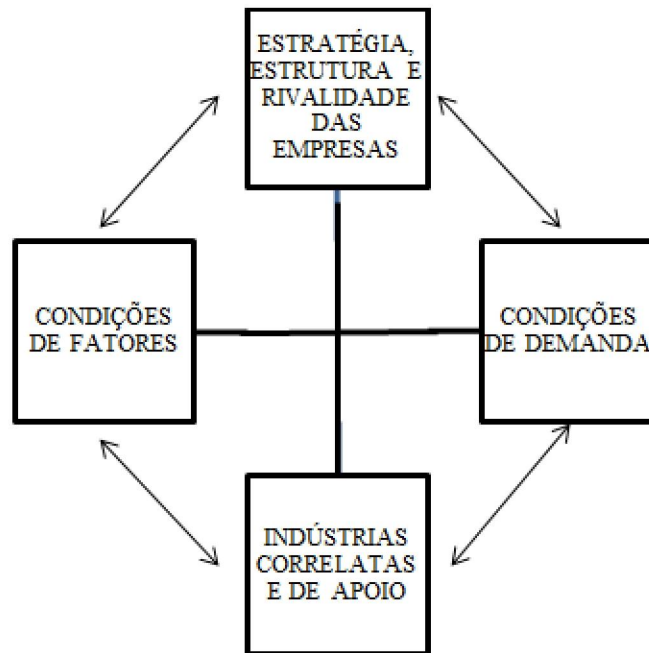 ESTRATÉGIA,
ESTRUTURA E
RIVALIDADE
DAS
EMPRESAS
CONDIÇÕES
DE FATORES
CONDIÇÕES
DE DEMANDA
INDÚSTRIAS
CORRELATAS
E DE APOIO